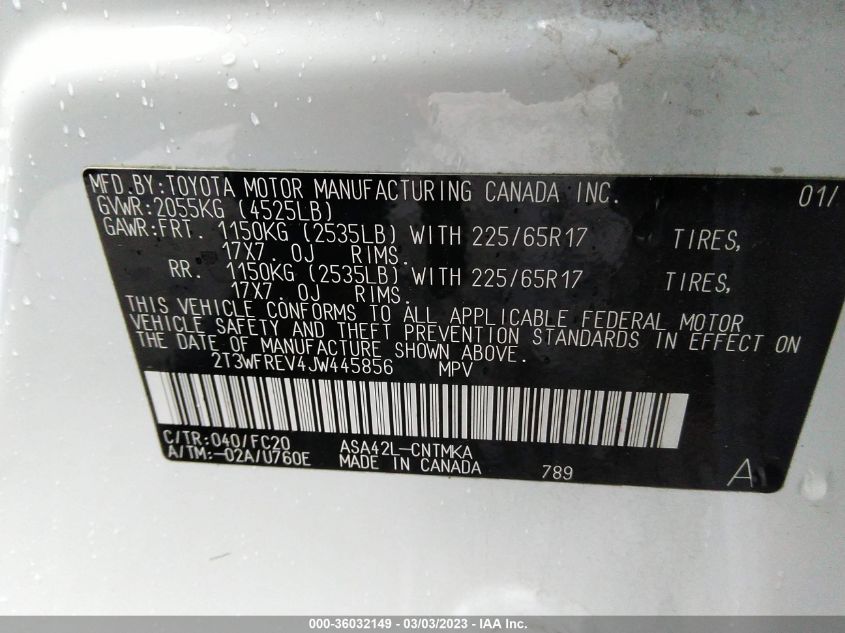 MFD.BY:TOYOTA MOTOR MANUFACTURING CANADA INC. 01/
GVWR:2055KG (4525LB)
GAWR:FRT. 1150KG (2535LB) WITH 225/65R17 TIRES,
17X7.0J RIMS.
RR. 1150KG (2535LB) WITH 225/65R17 TIRES,
17X7.0J RIMS.
THIS VEHICLE CONFORMS TO ALL APPLICABLE FEDERAL MOTOR
VEHICLE SAFETY AND THEFT PREVENTION STANDARDS IN EFFECT ON
THE DATE OF MANUFACTURE SHOWN ABOVE.
2T3WFREV4JW445856 MPV
C/TR:040/FC20 ASA42L-CNTMKA
A/TM:-02A/U760E MADE IN CANADA 789 A
000-36032149 — 03/03/2023 — IAA Inc.